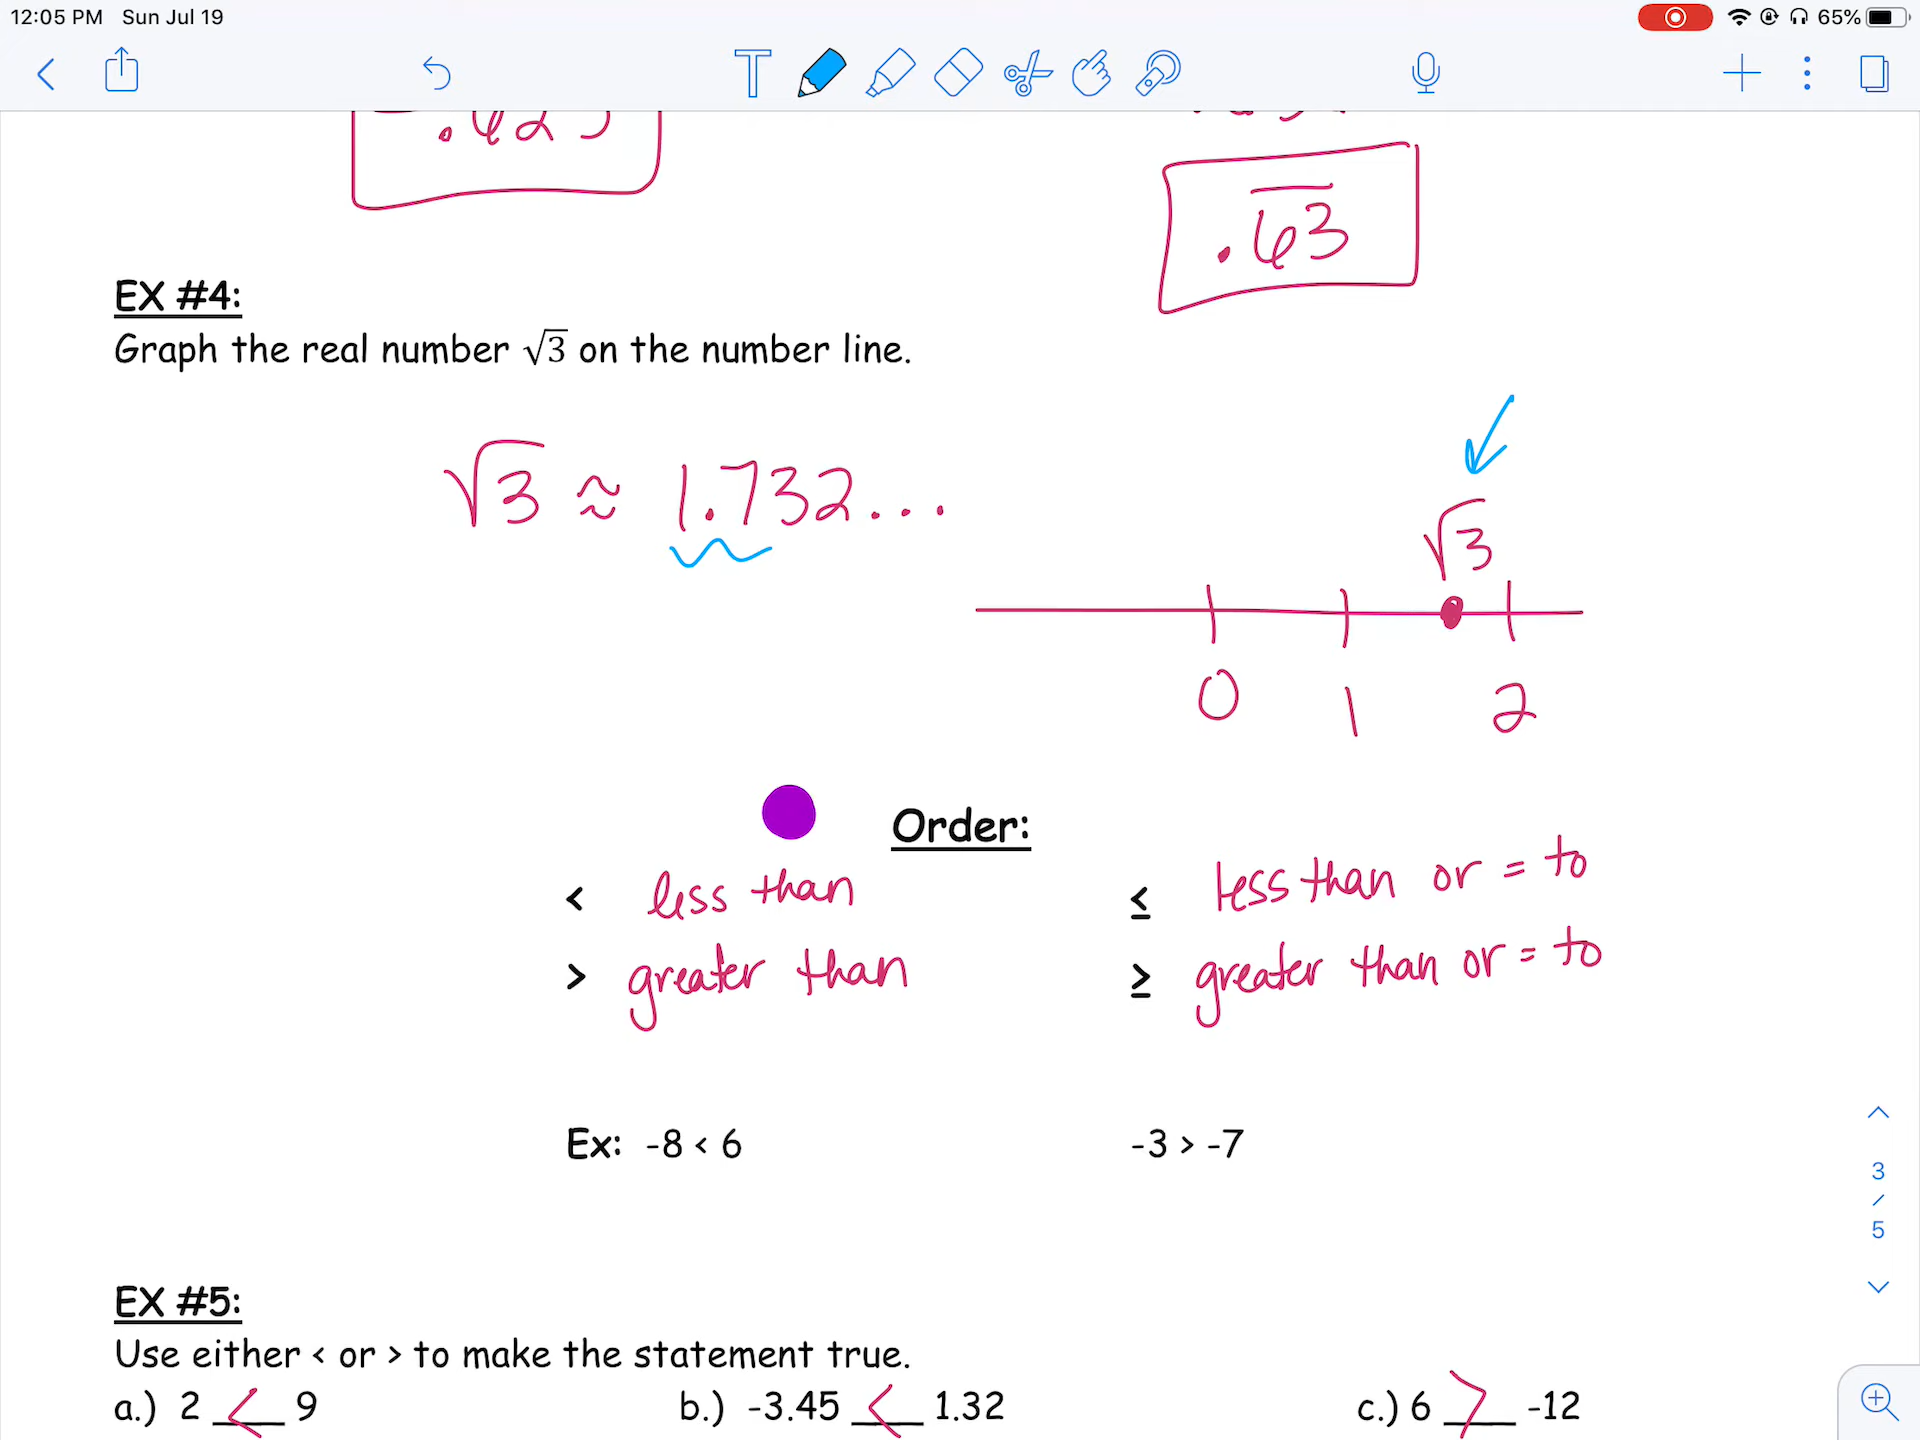 12:05 PM Sun Jul 19 65%
.63
EX #4:
Graph the real number √3 on the number line.
√3 ≈ 1.732...
√3
0 1 2
Order:
< less than ≤ less than or = to
> greater than ≥ greater than or = to
Ex: -8 < 6 -3 > -7
3
/
5
EX #5:
Use either < or > to make the statement true.
a.) 2 < 9 b.) -3.45 < 1.32 c.) 6 > -12